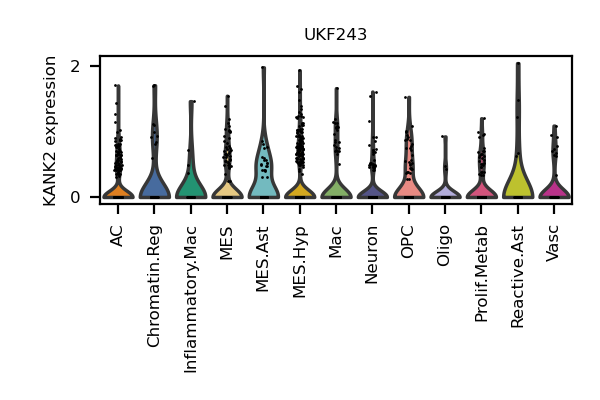 UKF243
KANK2 expression
2
0
AC
Chromatin.Reg
Inflammatory.Mac
MES
MES.Ast
MES.Hyp
Mac
Neuron
OPC
Oligo
Prolif.Metab
Reactive.Ast
Vasc